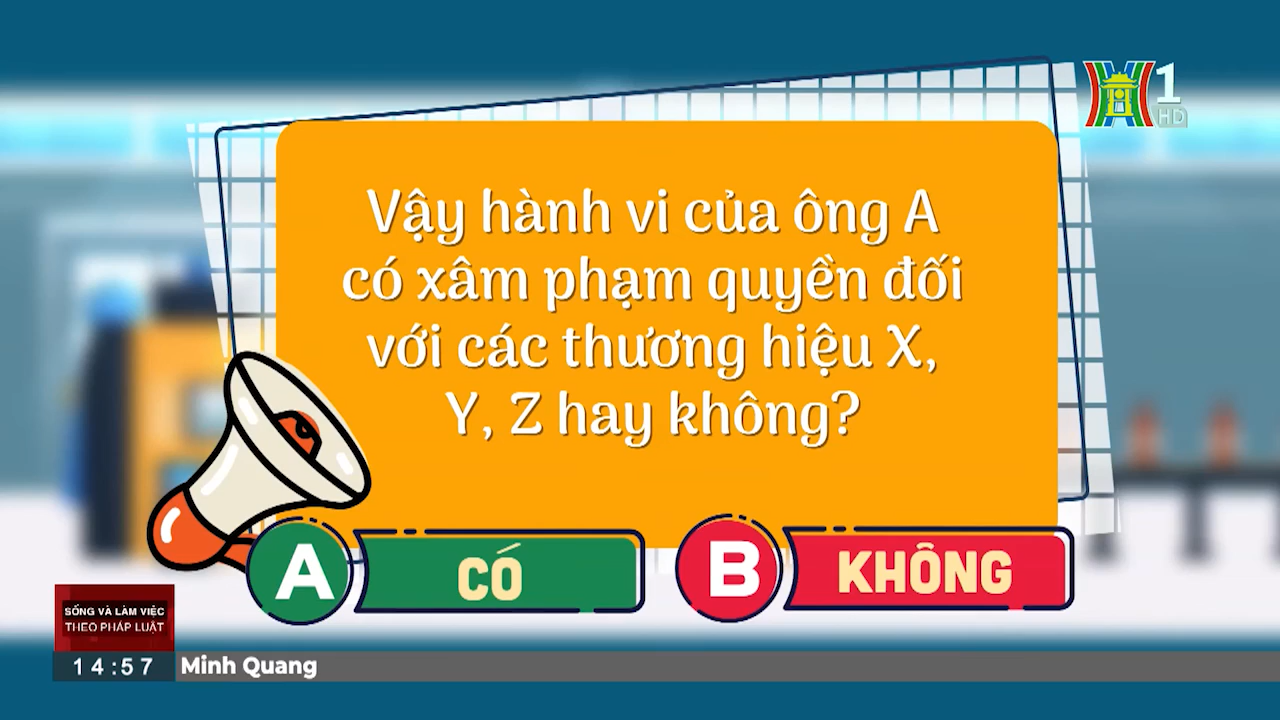 1
HD
Vậy hành vi của ông A
có xâm phạm quyền đối
với các thương hiệu X,
Y, Z hay không?
A CÓ
B KHÔNG
SỐNG VÀ LÀM VIỆC
THEO PHÁP LUẬT
14:57 Minh Quang